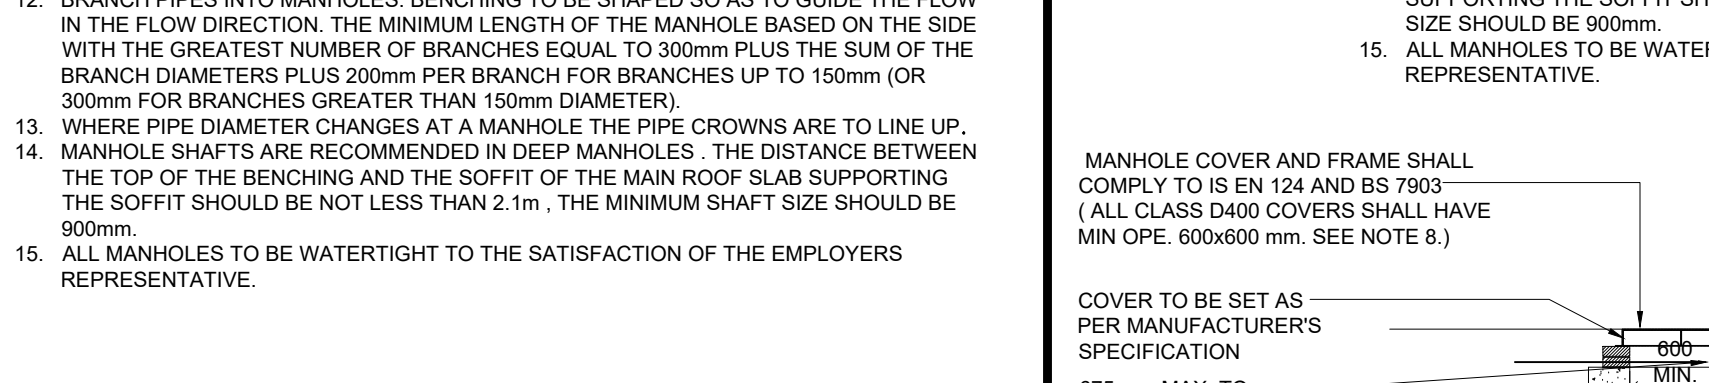 12. BRANCH PIPES INTO MANHOLES. BENCHING TO BE SHAPED SO AS TO GUIDE THE FLOW
IN THE FLOW DIRECTION. THE MINIMUM LENGTH OF THE MANHOLE BASED ON THE SIDE
WITH THE GREATEST NUMBER OF BRANCHES EQUAL TO 300mm PLUS THE SUM OF THE
BRANCH DIAMETERS PLUS 200mm PER BRANCH FOR BRANCHES UP TO 150mm (OR
300mm FOR BRANCHES GREATER THAN 150mm DIAMETER).
13. WHERE PIPE DIAMETER CHANGES AT A MANHOLE THE PIPE CROWNS ARE TO LINE UP.
14. MANHOLE SHAFTS ARE RECOMMENDED IN DEEP MANHOLES . THE DISTANCE BETWEEN
THE TOP OF THE BENCHING AND THE SOFFIT OF THE MAIN ROOF SLAB SUPPORTING
THE SOFFIT SHOULD BE NOT LESS THAN 2.1m , THE MINIMUM SHAFT SIZE SHOULD BE
900mm.
15. ALL MANHOLES TO BE WATERTIGHT TO THE SATISFACTION OF THE EMPLOYERS
REPRESENTATIVE.
SUPPORTING THE SOFFIT SH
SIZE SHOULD BE 900mm.
15. ALL MANHOLES TO BE WATER
REPRESENTATIVE.
MANHOLE COVER AND FRAME SHALL
COMPLY TO IS EN 124 AND BS 7903
( ALL CLASS D400 COVERS SHALL HAVE
MIN OPE. 600x600 mm. SEE NOTE 8.)
COVER TO BE SET AS
PER MANUFACTURER'S
SPECIFICATION
600
MIN.
MAX. TO